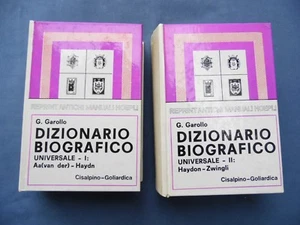 G. Garollo
DIZIONARIO
BIOGRAFICO
UNIVERSALE - I:
Aa(van der) - Haydn
Cisalpino-Goliardica
G. Garollo
DIZIONARIO
BIOGRAFICO
UNIVERSALE - II:
Haydon - Zwingli
Cisalpino-Goliardica